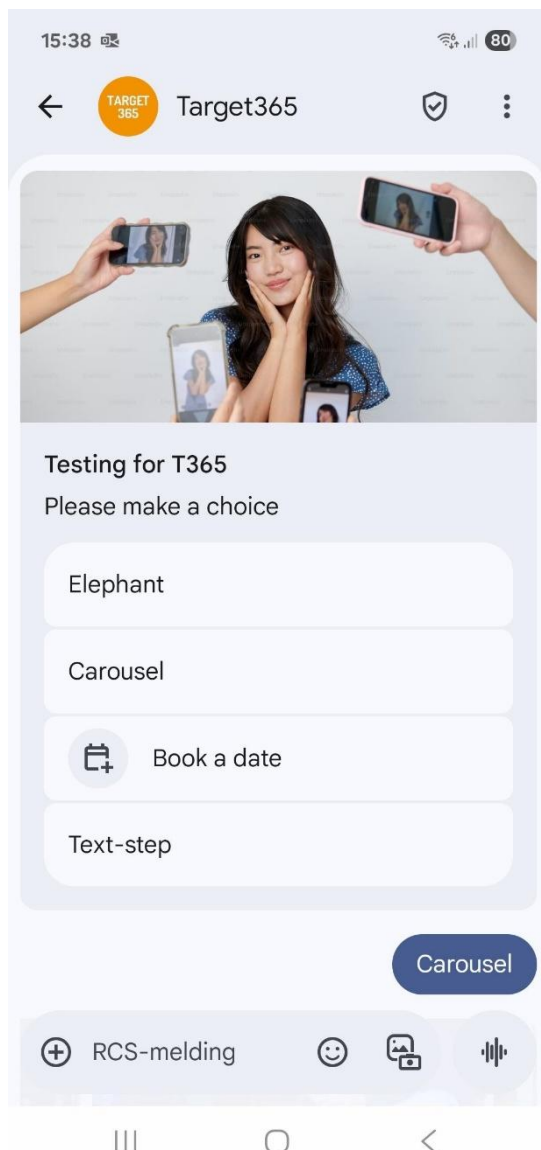 15:38
80
TARGET
365
Target365
Testing for T365
Please make a choice
Elephant
Carousel
Book a date
Text-step
Carousel
RCS-melding